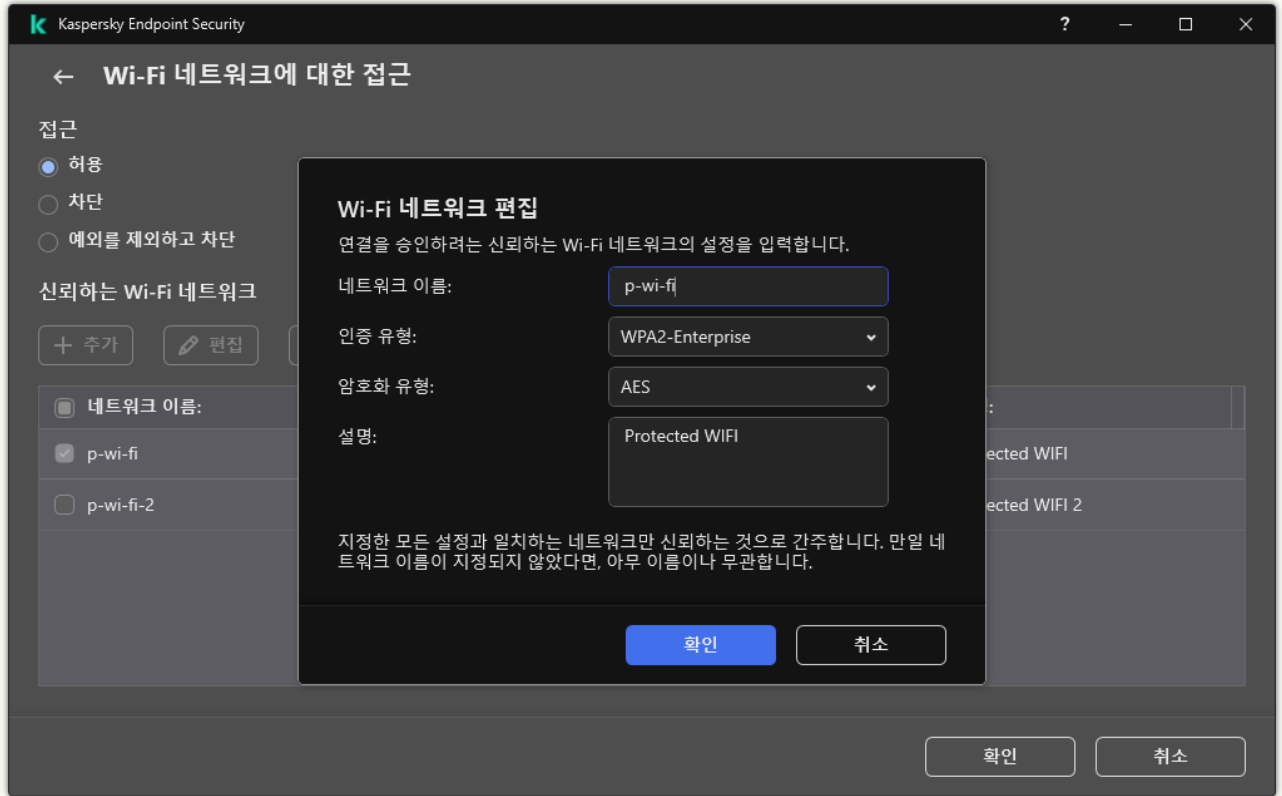 Kaspersky Endpoint Security
Wi-Fi 네트워크에 대한 접근
접근
허용
차단
예외를 제외하고 차단
신뢰하는 Wi-Fi 네트워크
추가
편집
네트워크 이름:
p-wi-fi
ected WIFI
p-wi-fi-2
ected WIFI 2
Wi-Fi 네트워크 편집
연결을 승인하려는 신뢰하는 Wi-Fi 네트워크의 설정을 입력합니다.
네트워크 이름:
p-wi-fi
인증 유형:
WPA2-Enterprise
암호화 유형:
AES
설명:
Protected WIFI
지정한 모든 설정과 일치하는 네트워크만 신뢰하는 것으로 간주합니다. 만일 네
트워크 이름이 지정되지 않았다면, 아무 이름이나 무관합니다.
확인
취소
확인
취소